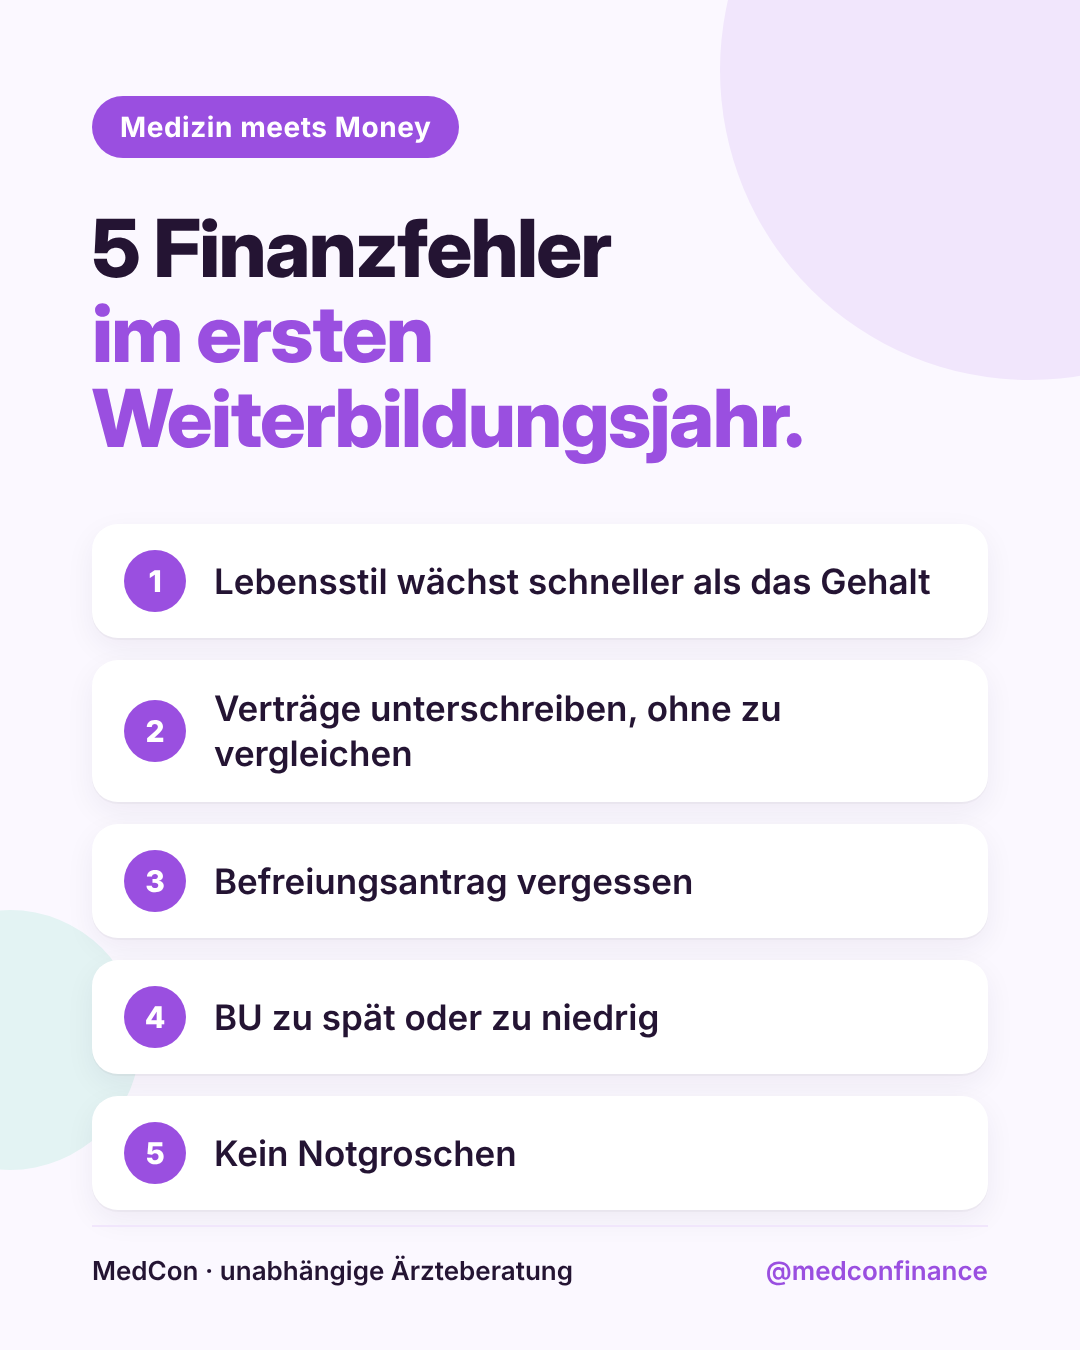 Medizin meets Money
5 Finanzfehler
im ersten
Weiterbildungsjahr.
1 Lebensstil wächst schneller als das Gehalt
2 Verträge unterschreiben, ohne zu
vergleichen
3 Befreiungsantrag vergessen
4 BU zu spät oder zu niedrig
5 Kein Notgroschen
MedCon · unabhängige Ärzteberatung @medconfinance